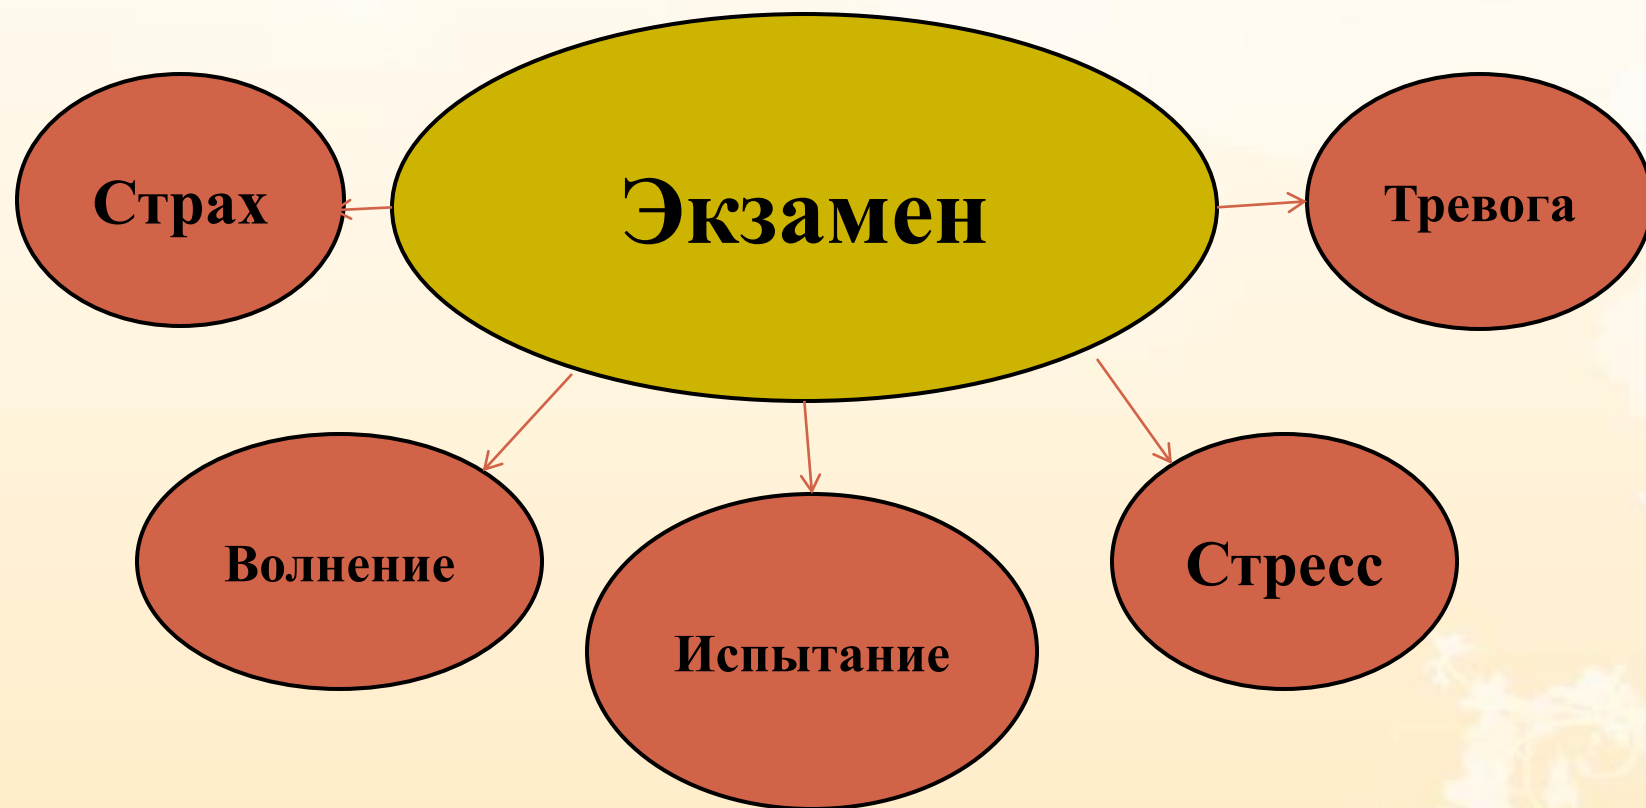 Экзамен
Страх
Тревога
Волнение
Испытание
Стресс